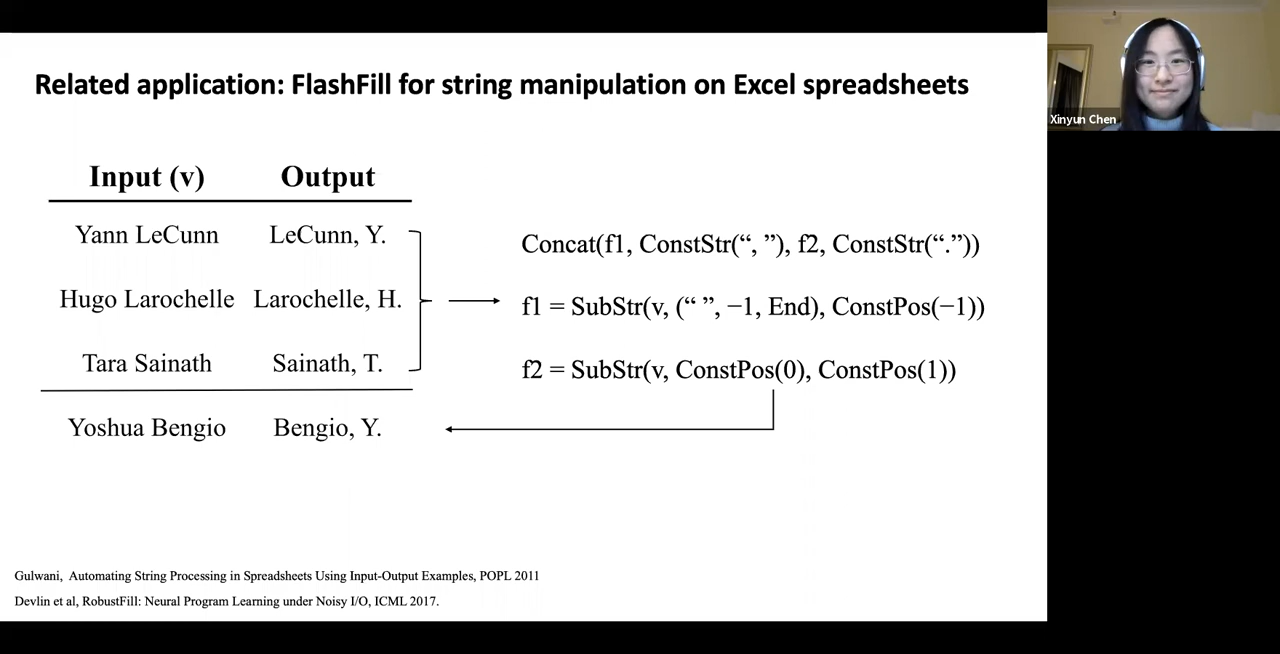 Related application: FlashFill for string manipulation on Excel spreadsheets
Xinyun Chen
Input (v) Output
Yann LeCunn LeCunn, Y.
Hugo Larochelle Larochelle, H.
Tara Sainath Sainath, T.
Yoshua Bengio Bengio, Y.
Concat(f1, ConstStr(“, ”), f2, ConstStr(“.”))
f1 = SubStr(v, (“ ”, −1, End), ConstPos(−1))
f2 = SubStr(v, ConstPos(0), ConstPos(1))
Gulwani, Automating String Processing in Spreadsheets Using Input-Output Examples, POPL 2011
Devlin et al, RobustFill: Neural Program Learning under Noisy I/O, ICML 2017.